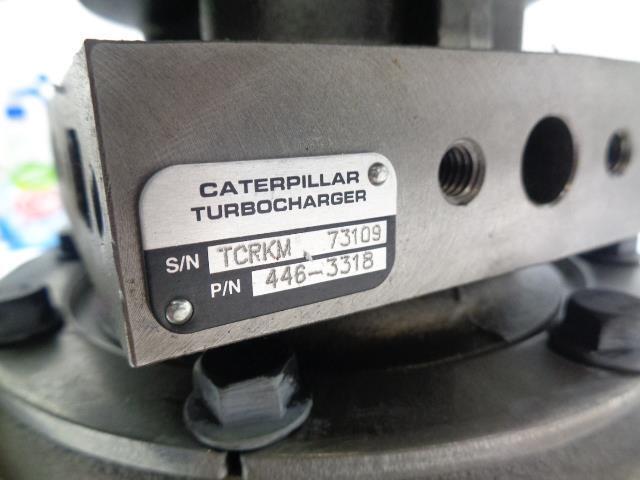 CATERPILLAR
TURBOCHARGER
S/N TCRKM 73109
P/N 446-3318